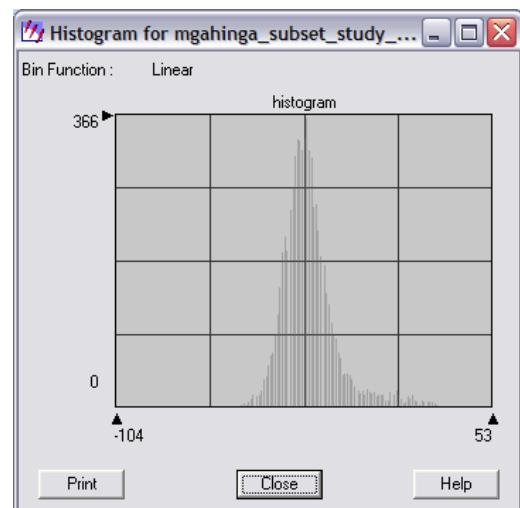 Histogram for mgahinga_subset_study_...
Bin Function : Linear
histogram
366
0
-104 53
Print Close Help